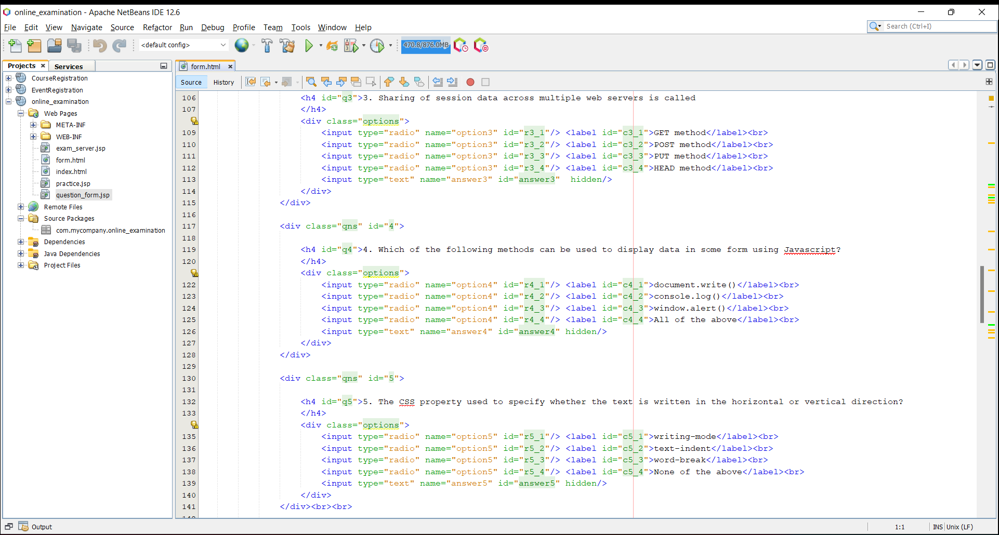 online_examination - Apache NetBeans IDE 12.6
File Edit View Navigate Source Refactor Run Debug Profile Team Tools Window Help
Search (Ctrl+I)
<default config>
470.8/876.0MB
Projects
Services
CourseRegistration
EventRegistration
online_examination
Web Pages
META-INF
WEB-INF
exam_server.jsp
form.html
index.html
practice.jsp
question_form.jsp
Remote Files
Source Packages
com.mycompany.online_examination
Dependencies
Java Dependencies
Project Files
form.html
Source History
106 <h4 id="q3">3. Sharing of session data across multiple web servers is called
107 </h4>
<div class="options">
109 <input type="radio" name="option3" id="r3_1"/> <label id="c3_1">GET method</label><br>
110 <input type="radio" name="option3" id="r3_2"/> <label id="c3_2">POST method</label><br>
111 <input type="radio" name="option3" id="r3_3"/> <label id="c3_3">PUT method</label><br>
112 <input type="radio" name="option3" id="r3_4"/> <label id="c3_4">HEAD method</label><br>
113 <input type="text" name="answer3" id="answer3"  hidden/>
114 </div>
115 </div>
116
117 <div class="qns" id="4">
118
119 <h4 id="q4">4. Which of the following methods can be used to display data in some form using Javascript?
120 </h4>
<div class="options">
122 <input type="radio" name="option4" id="r4_1"/> <label id="c4_1">document.write()</label><br>
123 <input type="radio" name="option4" id="r4_2"/> <label id="c4_2">console.log()</label><br>
124 <input type="radio" name="option4" id="r4_3"/> <label id="c4_3">window.alert()</label><br>
125 <input type="radio" name="option4" id="r4_4"/> <label id="c4_4">All of the above</label><br>
126 <input type="text" name="answer4" id="answer4" hidden/>
127 </div>
128 </div>
129
130 <div class="qns" id="5">
131
132 <h4 id="q5">5. The CSS property used to specify whether the text is written in the horizontal or vertical direction?
133 </h4>
<div class="options">
135 <input type="radio" name="option5" id="r5_1"/> <label id="c5_1">writing-mode</label><br>
136 <input type="radio" name="option5" id="r5_2"/> <label id="c5_2">text-indent</label><br>
137 <input type="radio" name="option5" id="r5_3"/> <label id="c5_3">word-break</label><br>
138 <input type="radio" name="option5" id="r5_4"/> <label id="c5_4">None of the above</label><br>
139 <input type="text" name="answer5" id="answer5" hidden/>
140 </div>
141 </div><br><br>
Output
1:1 INS Unix (LF)